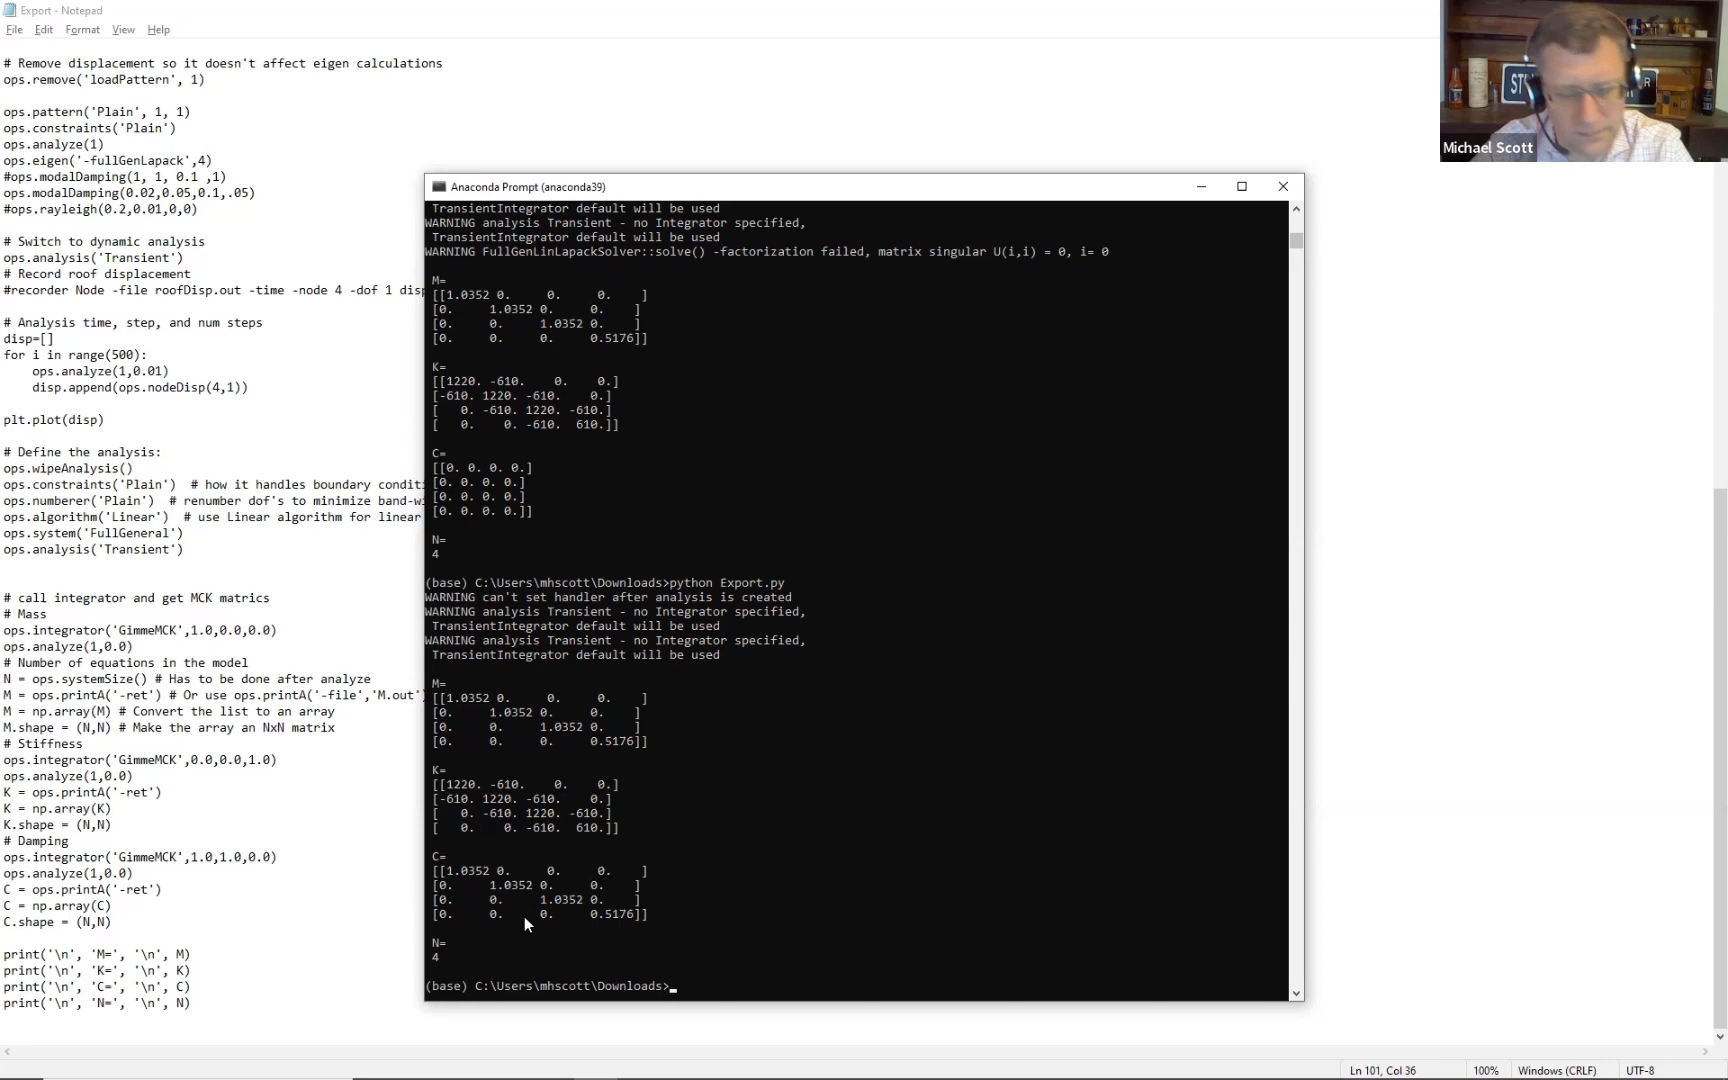 Export - Notepad
File Edit Format View Help
# Remove displacement so it doesn't affect eigen calculations
ops.remove('loadPattern', 1)
ops.pattern('Plain', 1, 1)
ops.constraints('Plain')
ops.analyze(1)
ops.eigen('-fullGenLapack',4)
#ops.modalDamping(1, 1, 0.1 ,1)
ops.modalDamping(0.02,0.05,0.1,.05)
#ops.rayleigh(0.2,0.01,0,0)
# Switch to dynamic analysis
ops.analysis('Transient')
# Record roof displacement
#recorder Node -file roofDisp.out -time -node 4 -dof 1 disp
# Analysis time, step, and num steps
disp=[]
for i in range(500):
ops.analyze(1,0.01)
disp.append(ops.nodeDisp(4,1))
plt.plot(disp)
# Define the analysis:
ops.wipeAnalysis()
ops.constraints('Plain') # how it handles boundary conditi
ops.numberer('Plain') # renumber dof's to minimize band-wi
ops.algorithm('Linear') # use Linear algorithm for linear
ops.system('FullGeneral')
ops.analysis('Transient')
# call integrator and get MCK matrics
# Mass
ops.integrator('GimmeMCK',1.0,0.0,0.0)
ops.analyze(1,0.0)
# Number of equations in the model
N = ops.systemSize() # Has to be done after analyze
M = ops.printA('-ret') # Or use ops.printA('-file','M.out')
M = np.array(M) # Convert the list to an array
M.shape = (N,N) # Make the array an NxN matrix
# Stiffness
ops.integrator('GimmeMCK',0.0,0.0,1.0)
ops.analyze(1,0.0)
K = ops.printA('-ret')
K = np.array(K)
K.shape = (N,N)
# Damping
ops.integrator('GimmeMCK',1.0,1.0,0.0)
ops.analyze(1,0.0)
C = ops.printA('-ret')
C = np.array(C)
C.shape = (N,N)
print('\n', 'M=', '\n', M)
print('\n', 'K=', '\n', K)
print('\n', 'C=', '\n', C)
print('\n', 'N=', '\n', N)
Anaconda Prompt (anaconda39)
TransientIntegrator default will be used
WARNING analysis Transient - no Integrator specified,
TransientIntegrator default will be used
WARNING FullGenLinLapackSolver::solve() -factorization failed, matrix singular U(i,i) = 0, i= 0
M=
[[1.0352 0. 0. 0. ]
[0. 1.0352 0. 0. ]
[0. 0. 1.0352 0. ]
[0. 0. 0. 0.5176]]
K=
[[1220. -610. 0. 0.]
[-610. 1220. -610. 0.]
[ 0. -610. 1220. -610.]
[ 0. 0. -610. 610.]]
C=
[[0. 0. 0. 0.]
[0. 0. 0. 0.]
[0. 0. 0. 0.]
[0. 0. 0. 0.]]
N=
4
(base) C:\Users\mhscott\Downloads>python Export.py
WARNING can't set handler after analysis is created
WARNING analysis Transient - no Integrator specified,
TransientIntegrator default will be used
WARNING analysis Transient - no Integrator specified,
TransientIntegrator default will be used
M=
[[1.0352 0. 0. 0. ]
[0. 1.0352 0. 0. ]
[0. 0. 1.0352 0. ]
[0. 0. 0. 0.5176]]
K=
[[1220. -610. 0. 0.]
[-610. 1220. -610. 0.]
[ 0. -610. 1220. -610.]
[ 0. 0. -610. 610.]]
C=
[[1.0352 0. 0. 0. ]
[0. 1.0352 0. 0. ]
[0. 0. 1.0352 0. ]
[0. 0. 0. 0.5176]]
N=
4
(base) C:\Users\mhscott\Downloads>
Michael Scott
Ln 101, Col 36 100% Windows (CRLF) UTF-8